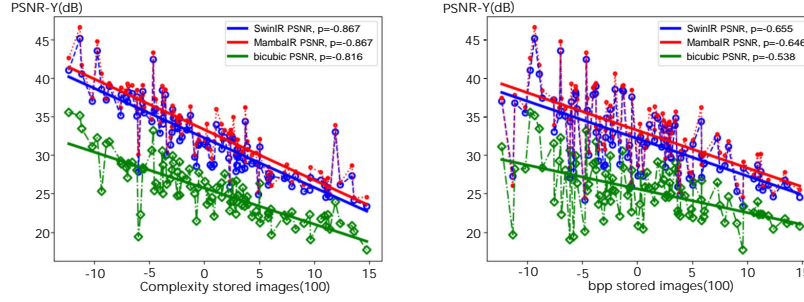 PSNR-Y(dB)
45
40
35
30
25
20
-10
-5
0
5
10
15
Complexity stored images(100)
SwinIR PSNR, p=-0.867
MambaIR PSNR, p=-0.867
bicubic PSNR, p=-0.816
PSNR-Y(dB)
45
40
35
30
25
20
-10
-5
0
5
10
15
bpp stored images(100)
SwinIR PSNR, p=-0.655
MambaIR PSNR, p=-0.646
bicubic PSNR, p=-0.538